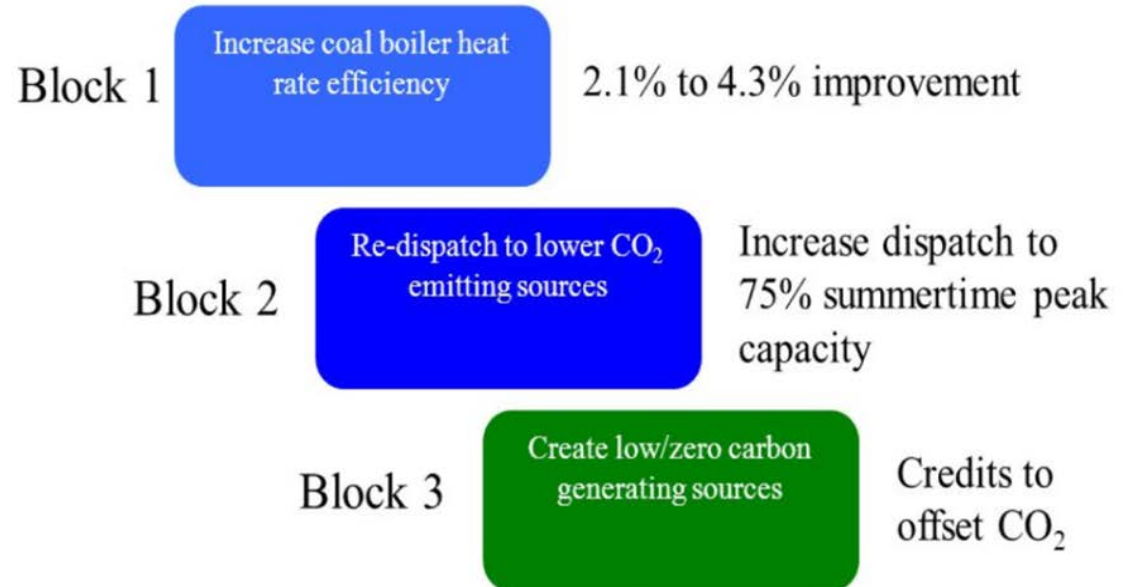 Block 1
Increase coal boiler heat
rate efficiency
2.1% to 4.3% improvement
Block 2
Re-dispatch to lower CO₂
emitting sources
Increase dispatch to
75% summertime peak
capacity
Block 3
Create low/zero carbon
generating sources
Credits to
offset CO₂